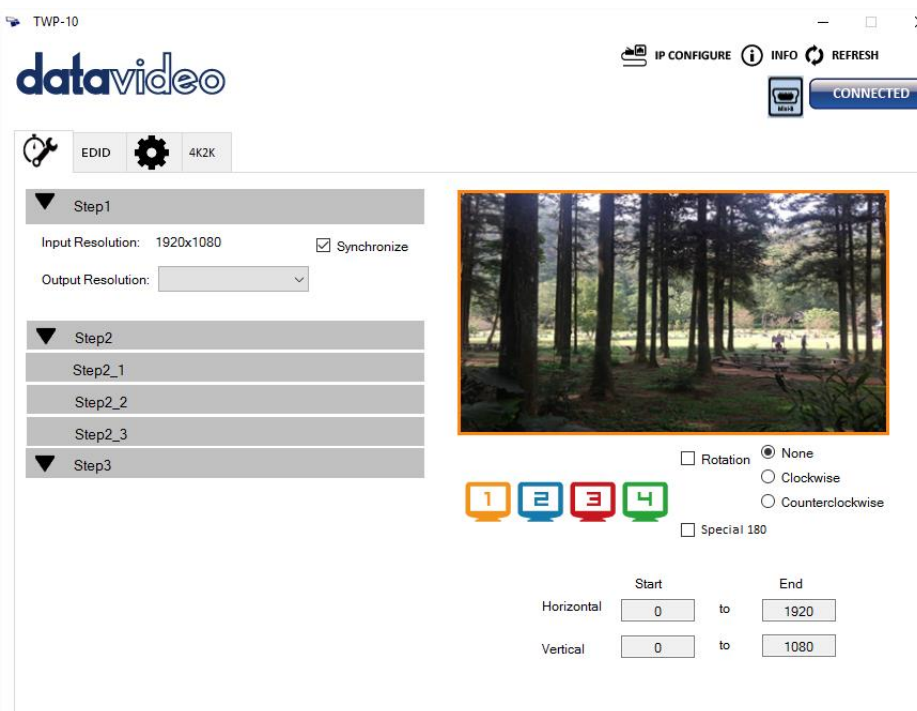 TWP-10
datavideo
IP CONFIGURE INFO REFRESH
Mini-B
CONNECTED
EDID 4K2K
Step1
Input Resolution: 1920x1080 Synchronize
Output Resolution:
Step2
Step2_1
Step2_2
Step2_3
Step3
Rotation None
Clockwise
Counterclockwise
1 2 3 4
Special 180
Start End
Horizontal 0 to 1920
Vertical 0 to 1080